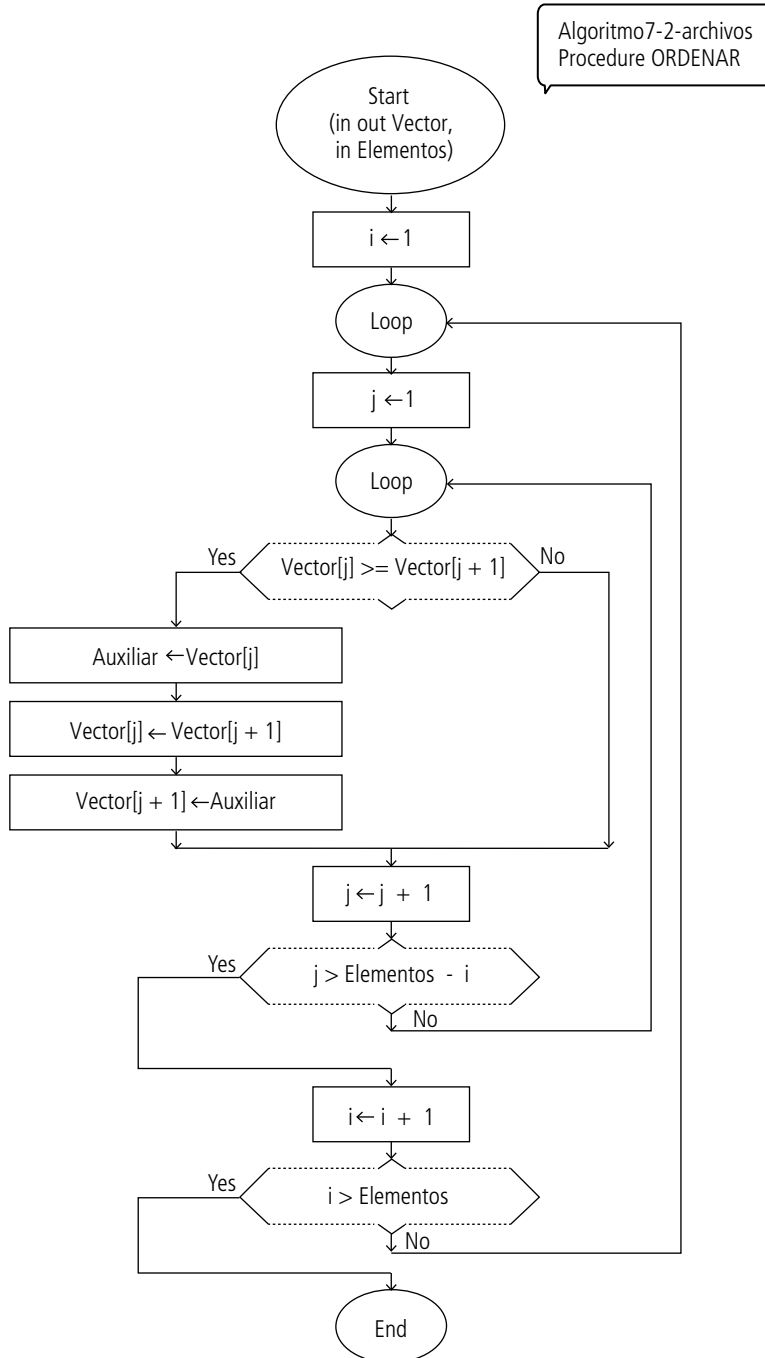 Algoritmo7-2-archivos
Procedure ORDENAR
Start
(in out Vector,
in Elementos)
i ←1
Loop
j ←1
Loop
Yes
Vector[j] >= Vector[j + 1]
No
Auxiliar ←Vector[j]
Vector[j] ← Vector[j + 1]
Vector[j + 1] ←Auxiliar
j ← j + 1
Yes
j > Elementos - i
No
i ← i + 1
Yes
i > Elementos
No
End